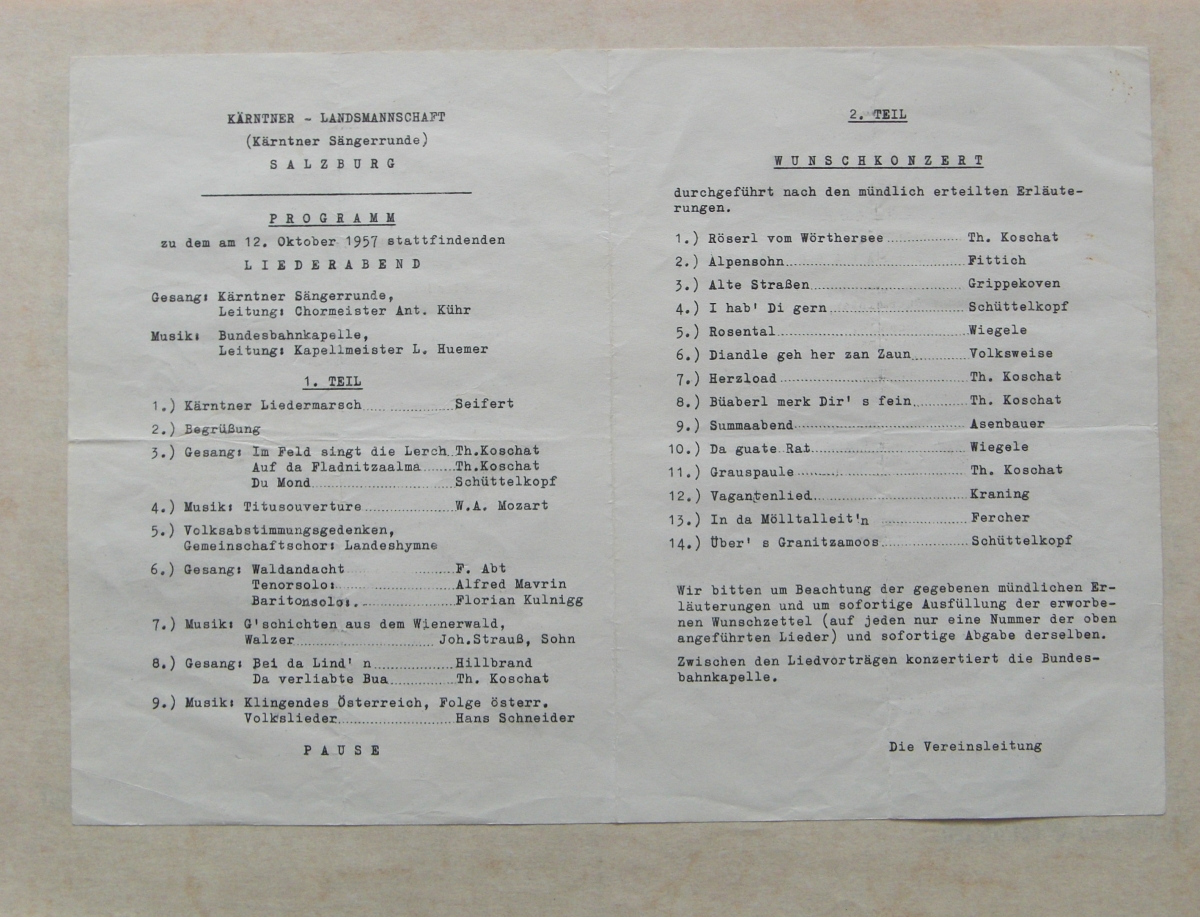 KÄRNTNER - LANDSMANNSCHAFT
(Kärntner Sängerrunde)
SALZBURG
PROGRAMM
zu dem am 12. Oktober 1957 stattfindenden
LIEDERABEND
Gesang: Kärntner Sängerrunde,
Leitung: Chormeister Ant. Kühr
Musik: Bundesbahnkapelle,
Leitung: Kapellmeister L. Huemer
1. TEIL
1.) Kärntner Liedermarsch ........ Seifert
2.) Begrüßung
3.) Gesang: Im Feld singt die Lerch..Th.Koschat
Auf da Fladnitzaalma........Th.Koschat
Du Mond........Schüttelkopf
4.) Musik: Titusouverture........W.A. Mozart
5.) Volksabstimmungsgedenken,
Gemeinschaftschor: Landeshymne
6.) Gesang: Waldandacht ........F. Abt
Tenorsolo: ........Alfred Mavrin
Baritonsolo: ........Florian Kulnigg
7.) Musik: G'schichten aus dem Wienerwald,
Walzer........Joh.Strauß, Sohn
8.) Gesang: Bei da Lind' n........Hillbrand
Da verliabte Bua........Th. Koschat
9.) Musik: Klingendes Österreich, Folge österr.
Volkslieder........Hans Schneider
PAUSE
2. TEIL
WUNSCHKONZERT
durchgeführt nach den mündlich erteilten Erläute-
rungen.
1.) Röserl vom Wörthersee........Th. Koschat
2.) Alpensohn........Fittich
3.) Alte Straßen........Grippekoven
4.) I hab' Di gern........Schüttelkopf
5.) Rosental........Wiegele
6.) Diandle geh her zan Zaun........Volksweise
7.) Herzload........Th. Koschat
8.) Büaberl merk Dir' s fein........Th. Koschat
9.) Summaabend........Asenbauer
10.) Da guate Rat........Wiegele
11.) Grauspaule........Th. Koschat
12.) Vagantenlied........Kraning
13.) In da Mölltalleit'n ........Fercher
14.) Über' s Granitzamoos........Schüttelkopf
Wir bitten um Beachtung der gegebenen mündlichen Er-
läuterungen und um sofortige Ausfüllung der erworbe-
nen Wunschzettel (auf jeden nur eine Nummer der oben
angeführten Lieder) und sofortige Abgabe derselben.
Zwischen den Liedvorträgen konzertiert die Bundes-
bahnkapelle.
Die Vereinsleitung